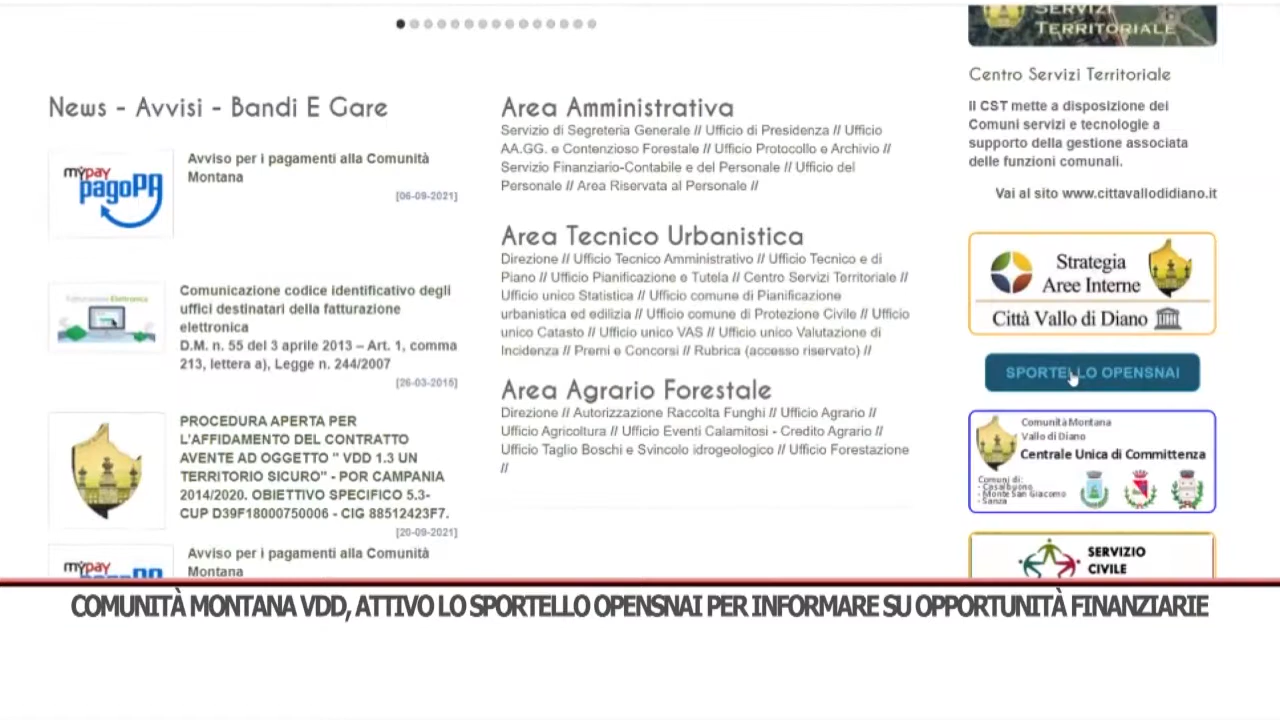 SERVIZI
TERRITORIALE
News - Avvisi - Bandi E Gare
mypay
pagoPA
Avviso per i pagamenti alla Comunità
Montana
[06-09-2021]
Fatturazione Elettronica
Comunicazione codice identificativo degli
uffici destinatari della fatturazione
elettronica
D.M. n. 55 del 3 aprile 2013 – Art. 1, comma
213, lettera a), Legge n. 244/2007
[26-03-2015]
PROCEDURA APERTA PER
L'AFFIDAMENTO DEL CONTRATTO
AVENTE AD OGGETTO " VDD 1.3 UN
TERRITORIO SICURO" - POR CAMPANIA
2014/2020. OBIETTIVO SPECIFICO 5.3-
CUP D39F18000750006 - CIG 88512423F7.
[20-09-2021]
mypay
Avviso per i pagamenti alla Comunità
Montana
Area Amministrativa
Servizio di Segreteria Generale // Ufficio di Presidenza // Ufficio
AA.GG. e Contenzioso Forestale // Ufficio Protocollo e Archivio //
Servizio Finanziario-Contabile e del Personale // Ufficio del
Personale // Area Riservata al Personale //
Area Tecnico Urbanistica
Direzione // Ufficio Tecnico Amministrativo // Ufficio Tecnico e di
Piano // Ufficio Pianificazione e Tutela // Centro Servizi Territoriale //
Ufficio unico Statistica // Ufficio comune di Pianificazione
urbanistica ed edilizia // Ufficio comune di Protezione Civile // Ufficio
unico Catasto // Ufficio unico VAS // Ufficio unico Valutazione di
Incidenza // Premi e Concorsi // Rubrica (accesso riservato) //
Area Agrario Forestale
Direzione // Autorizzazione Raccolta Funghi // Ufficio Agrario //
Ufficio Agricoltura // Ufficio Eventi Calamitosi - Credito Agrario //
Ufficio Taglio Boschi e Svincolo idrogeologico // Ufficio Forestazione
//
Centro Servizi Territoriale
Il CST mette a disposizione dei
Comuni servizi e tecnologie a
supporto della gestione associata
delle funzioni comunali.
Vai al sito www.cittavallodidiano.it
Strategia
Aree Interne
Città Vallo di Diano
SPORTELLO OPENSNAI
Comunità Montana
Vallo di Diano
Centrale Unica di Committenza
Comuni di:
- Casalbuono
- Monte San Giacomo
- Sanza
SERVIZIO
CIVILE
COMUNITÀ MONTANA VDD, ATTIVO LO SPORTELLO OPENSNAI PER INFORMARE SU OPPORTUNITÀ FINANZIARIE